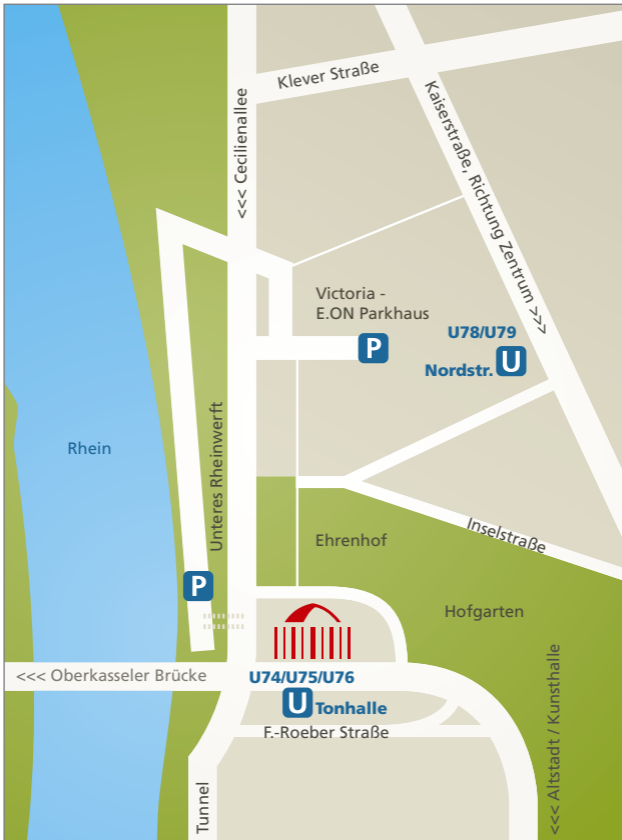 Klever Straße
<<< Cecilienallee
Kaiserstraße, Richtung Zentrum >>>
Victoria -
E.ON Parkhaus
P
U78/U79
Nordstr. U
Rhein
Unteres Rheinwerft
Inselstraße
Ehrenhof
P
Hofgarten
<<< Oberkasseler Brücke
U74/U75/U76
U Tonhalle
F.-Roeber Straße
<<< Altstadt / Kunsthalle
Tunnel